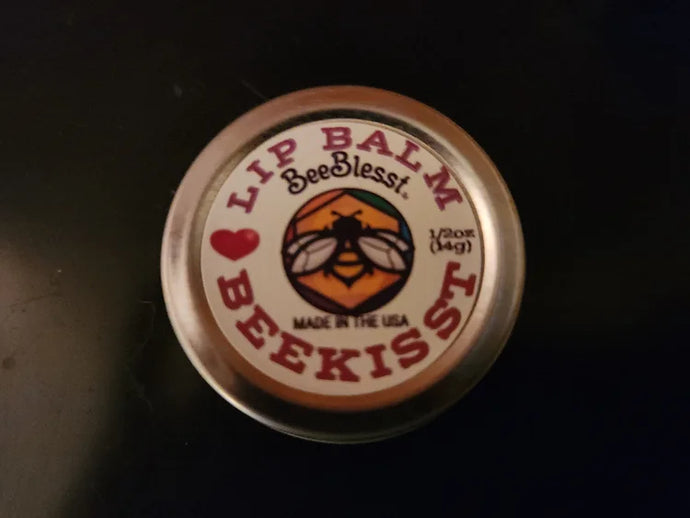 LIP BALM
BeeBlesst
1/2oz
(14g)
MADE IN THE USA
BEEKISST